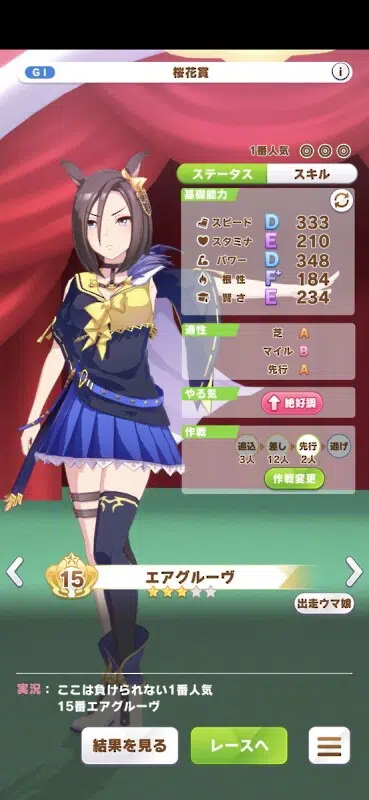 GI 桜花賞 i
1番人気 ◎ ◎ ◎
ステータス スキル
基礎能力
スピード D 333
スタミナ E 210
パワー D 348
根性 F+ 184
賢さ E 234
適性
芝 A
マイル B
先行 A
やる気 絶好調
作戦
追込 差し 先行 逃げ
3人 12人 2人
作戦変更
15 エアグルーヴ
出走ウマ娘
実況： ここは負けられない1番人気
15番エアグルーヴ
結果を見る レースへ